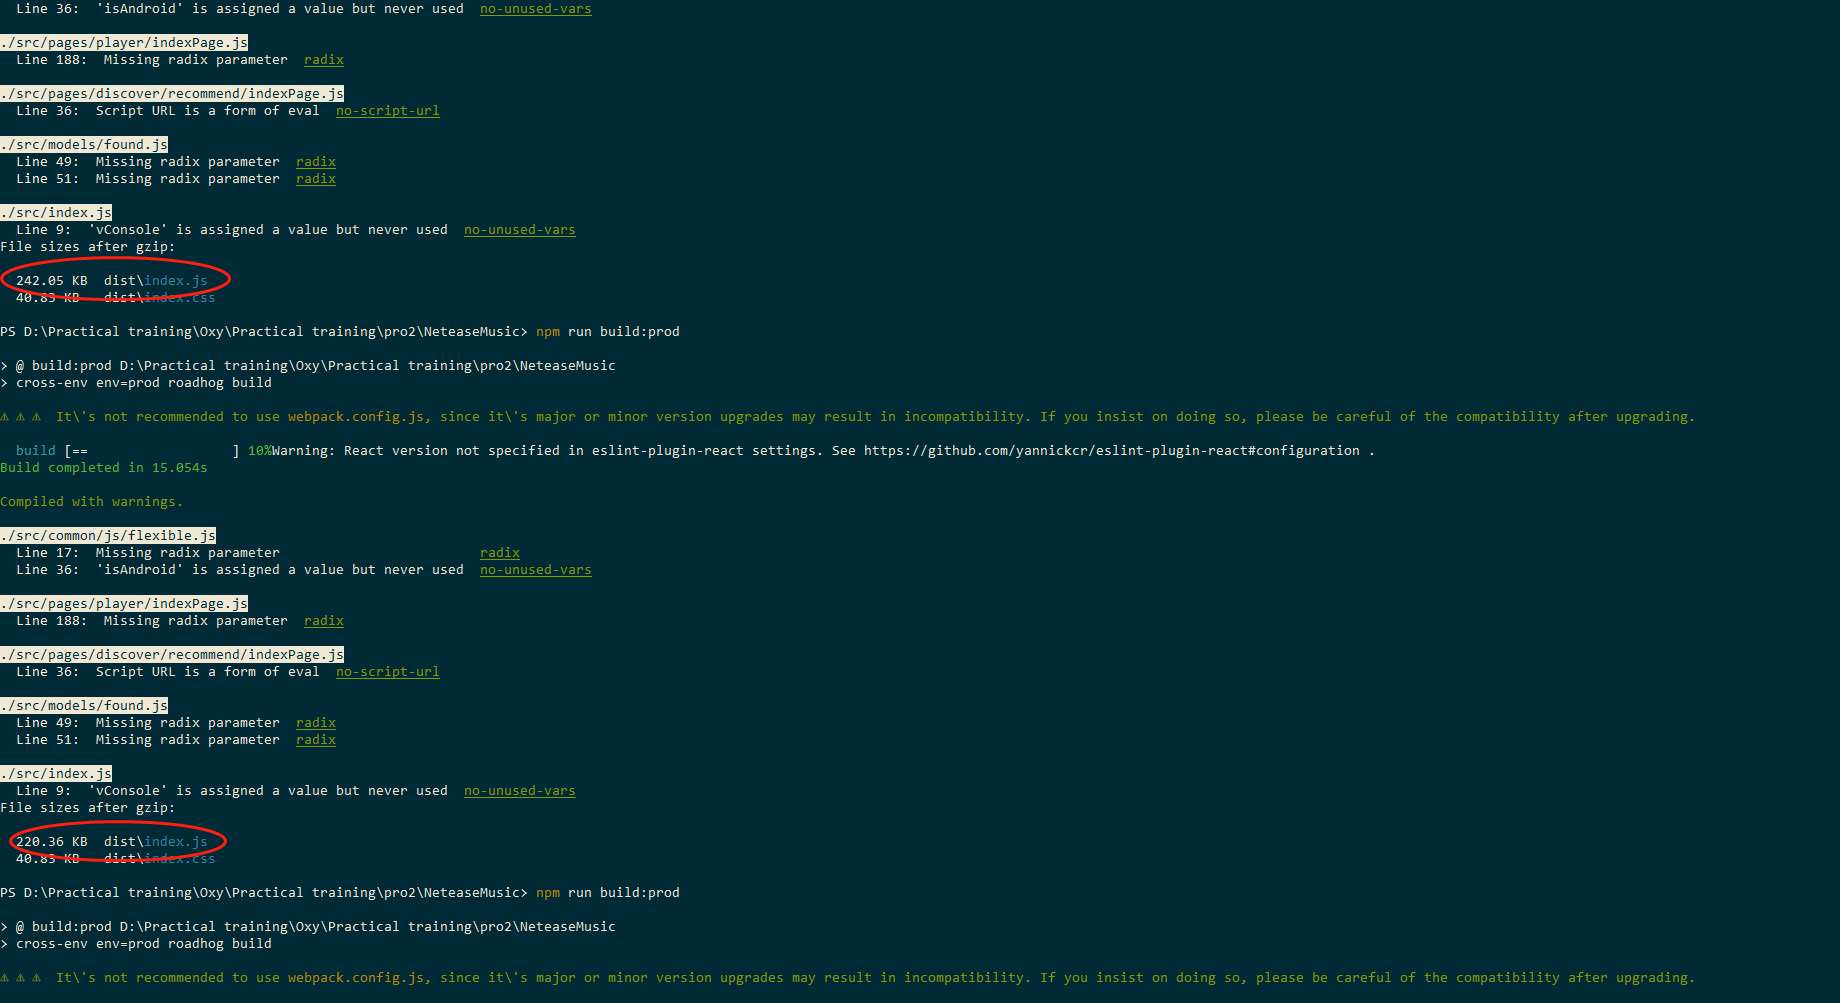 Line 36:  'isAndroid' is assigned a value but never used  no-unused-vars
./src/pages/player/indexPage.js
Line 188:  Missing radix parameter  radix
./src/pages/discover/recommend/indexPage.js
Line 36:  Script URL is a form of eval  no-script-url
./src/models/found.js
Line 49:  Missing radix parameter  radix
Line 51:  Missing radix parameter  radix
./src/index.js
Line 9:  'vConsole' is assigned a value but never used  no-unused-vars
File sizes after gzip:
242.05 KB  dist\index.js
40.83 KB   dist\index.css
PS D:\Practical training\Oxy\Practical training\pro2\NeteaseMusic> npm run build:prod
> @ build:prod D:\Practical training\Oxy\Practical training\pro2\NeteaseMusic
> cross-env env=prod roadhog build
⚠ ⚠ ⚠  It\'s not recommended to use webpack.config.js, since it\'s major or minor version upgrades may result in incompatibility. If you insist on doing so, please be careful of the compatibility after upgrading.
build [==                  ] 10%Warning: React version not specified in eslint-plugin-react settings. See https://github.com/yannickcr/eslint-plugin-react#configuration .
Build completed in 15.054s
Compiled with warnings.
./src/common/js/flexible.js
Line 17:  Missing radix parameter                         radix
Line 36:  'isAndroid' is assigned a value but never used  no-unused-vars
./src/pages/player/indexPage.js
Line 188:  Missing radix parameter  radix
./src/pages/discover/recommend/indexPage.js
Line 36:  Script URL is a form of eval  no-script-url
./src/models/found.js
Line 49:  Missing radix parameter  radix
Line 51:  Missing radix parameter  radix
./src/index.js
Line 9:  'vConsole' is assigned a value but never used  no-unused-vars
File sizes after gzip:
220.36 KB  dist\index.js
40.83 KB   dist\index.css
PS D:\Practical training\Oxy\Practical training\pro2\NeteaseMusic> npm run build:prod
> @ build:prod D:\Practical training\Oxy\Practical training\pro2\NeteaseMusic
> cross-env env=prod roadhog build
⚠ ⚠ ⚠  It\'s not recommended to use webpack.config.js, since it\'s major or minor version upgrades may result in incompatibility. If you insist on doing so, please be careful of the compatibility after upgrading.